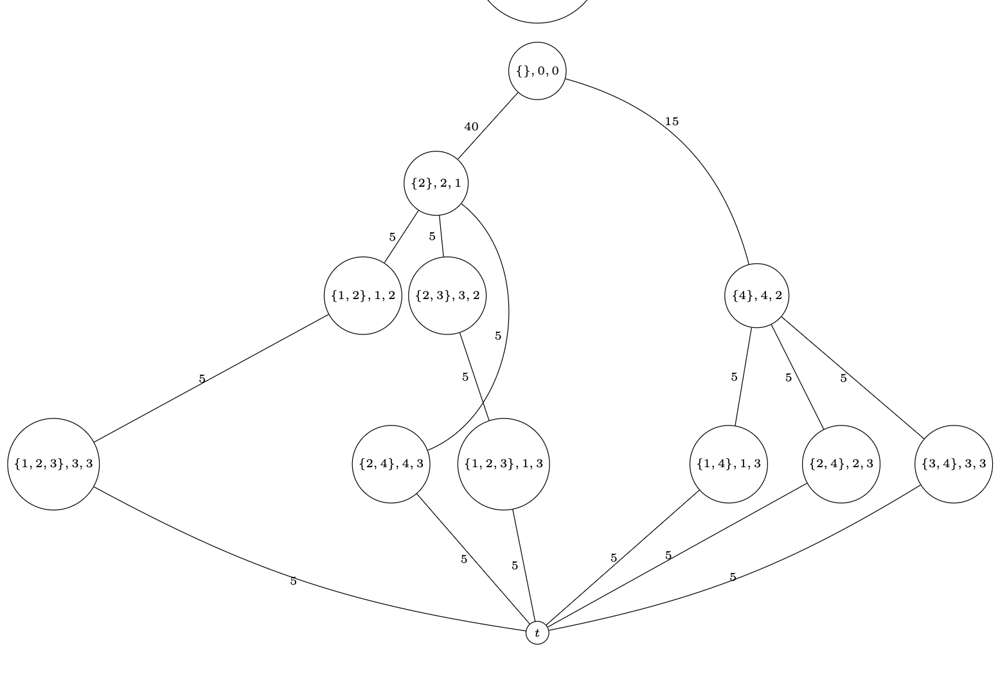 {}, 0, 0
15
40
{2}, 2, 1
5
5
{1, 2}, 1, 2
{2, 3}, 3, 2
{4}, 4, 2
5
5
5
5
5
5
{1, 2, 3}, 3, 3
{2, 4}, 4, 3
{1, 2, 3}, 1, 3
{1, 4}, 1, 3
{2, 4}, 2, 3
{3, 4}, 3, 3
5
5
5
5
5
5
t